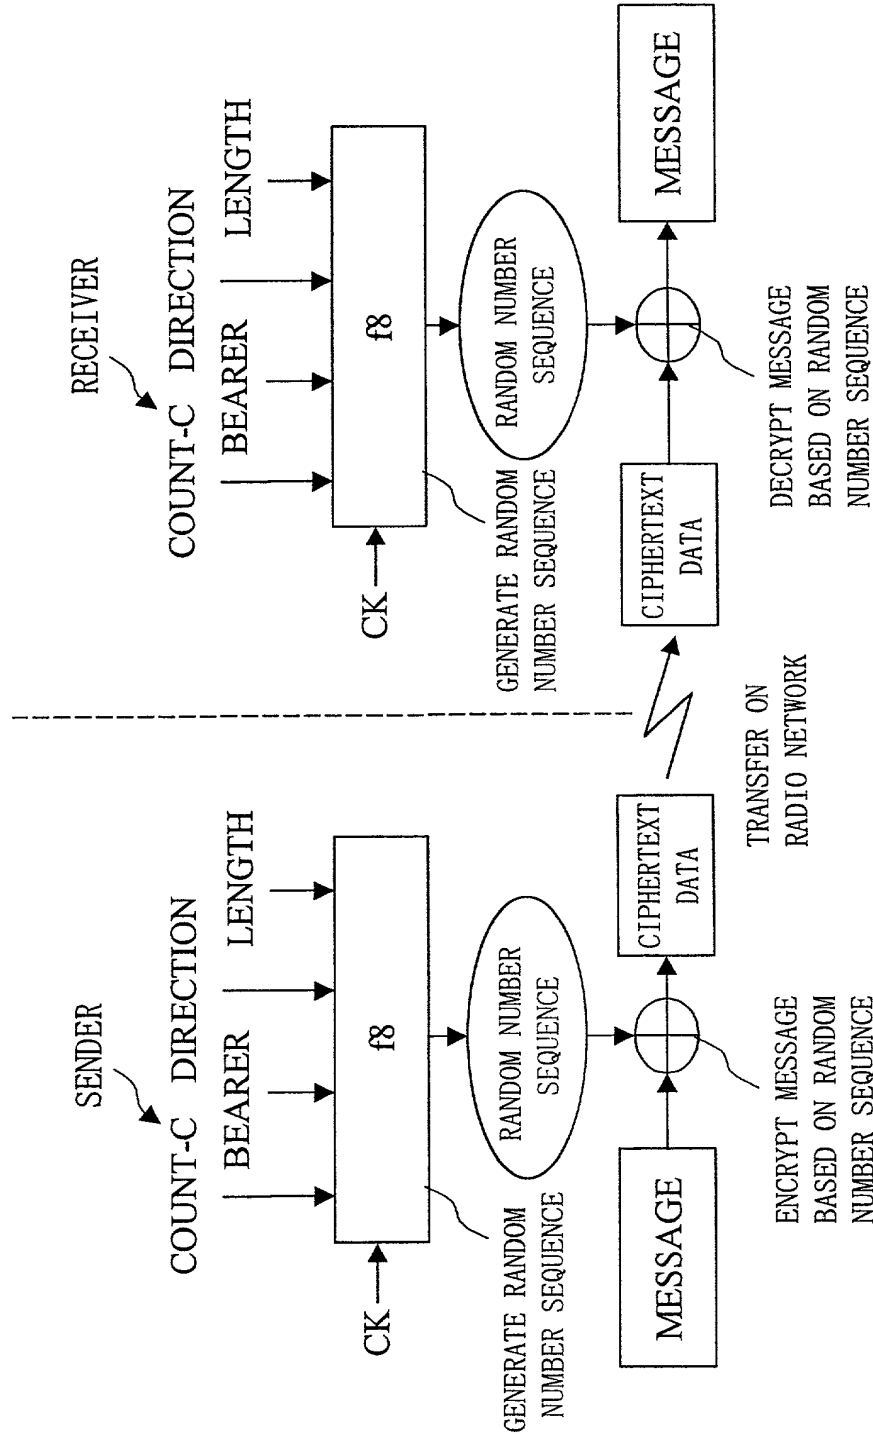 SENDER
COUNT-C DIRECTION
BEARER LENGTH
CK
f8
GENERATE RANDOM
NUMBER SEQUENCE
RANDOM NUMBER
SEQUENCE
MESSAGE
CIPHERTEXT
DATA
ENCRYPT MESSAGE
BASED ON RANDOM
NUMBER SEQUENCE
TRANSFER ON
RADIO NETWORK
RECEIVER
COUNT-C DIRECTION
BEARER LENGTH
CK
f8
GENERATE RANDOM
NUMBER SEQUENCE
RANDOM NUMBER
SEQUENCE
CIPHERTEXT
DATA
MESSAGE
DECRYPT MESSAGE
BASED ON RANDOM
NUMBER SEQUENCE